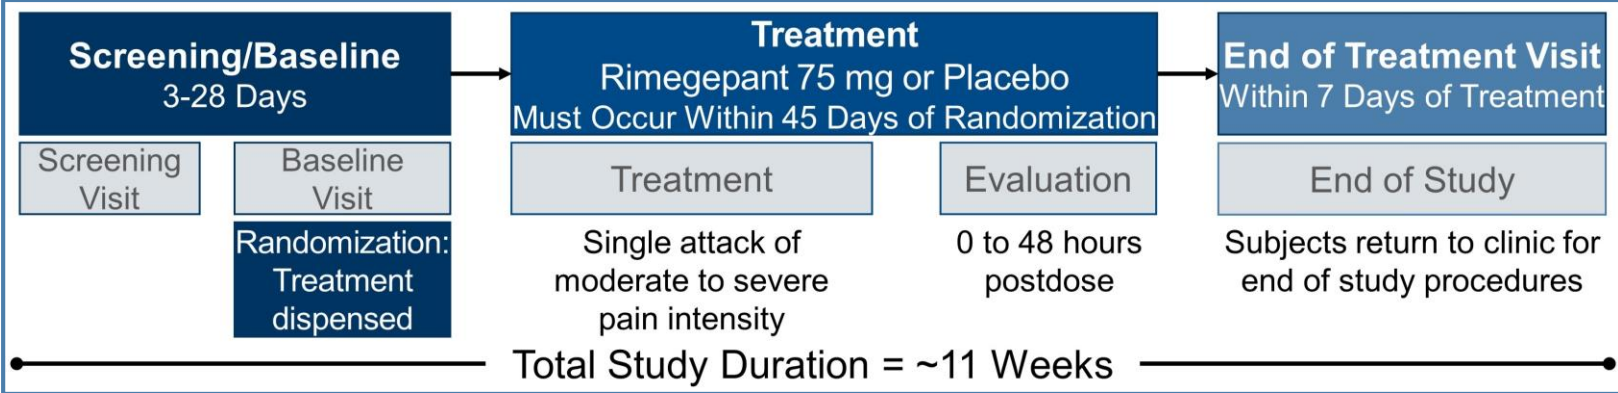 Screening/Baseline
3-28 Days
Screening
Visit
Baseline
Visit
Randomization:
Treatment
dispensed
Treatment
Rimegepant 75 mg or Placebo
Must Occur Within 45 Days of Randomization
Treatment
Single attack of
moderate to severe
pain intensity
Evaluation
0 to 48 hours
postdose
End of Treatment Visit
Within 7 Days of Treatment
End of Study
Subjects return to clinic for
end of study procedures
Total Study Duration = ~11 Weeks